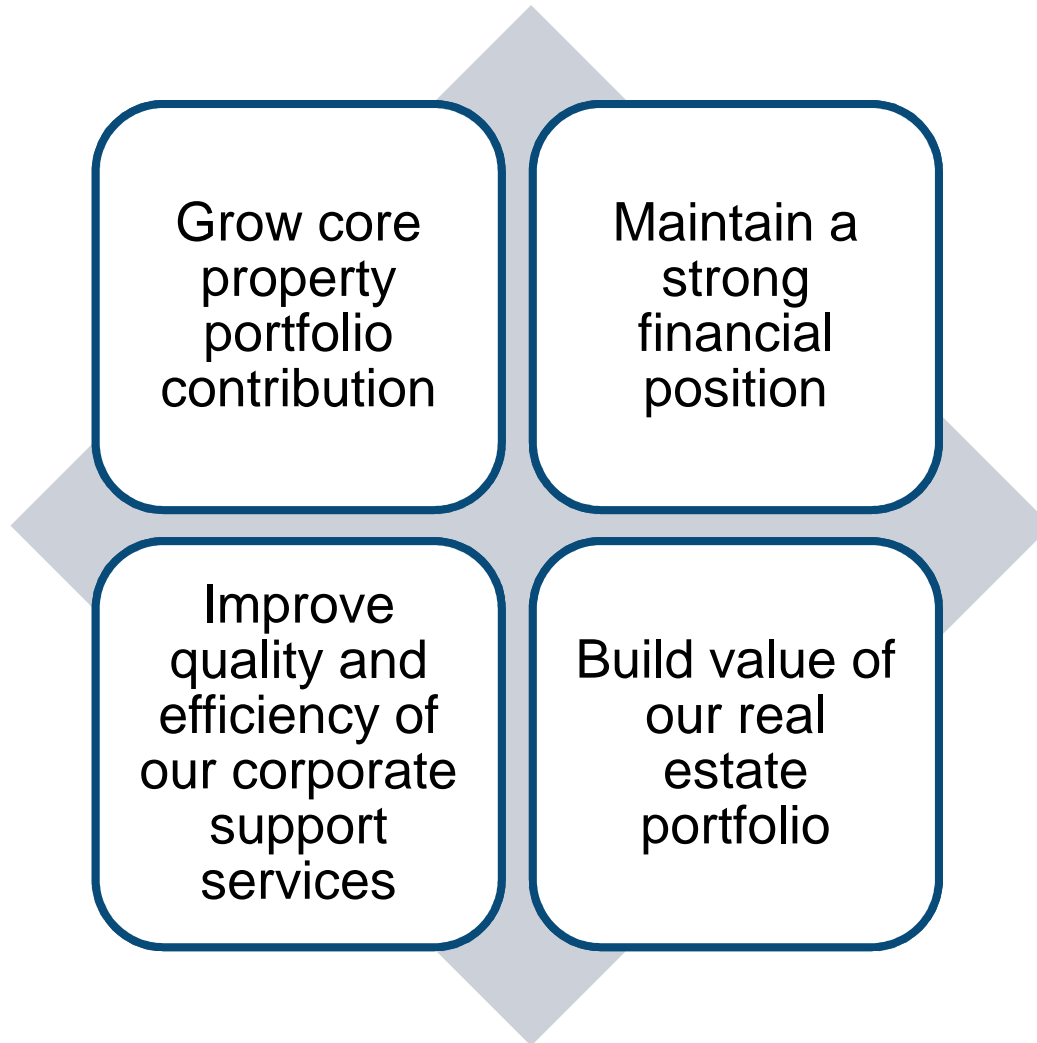 Grow core
property
portfolio
contribution
Maintain a
strong
financial
position
Improve
quality and
efficiency of
our corporate
support
services
Build value of
our real
estate
portfolio